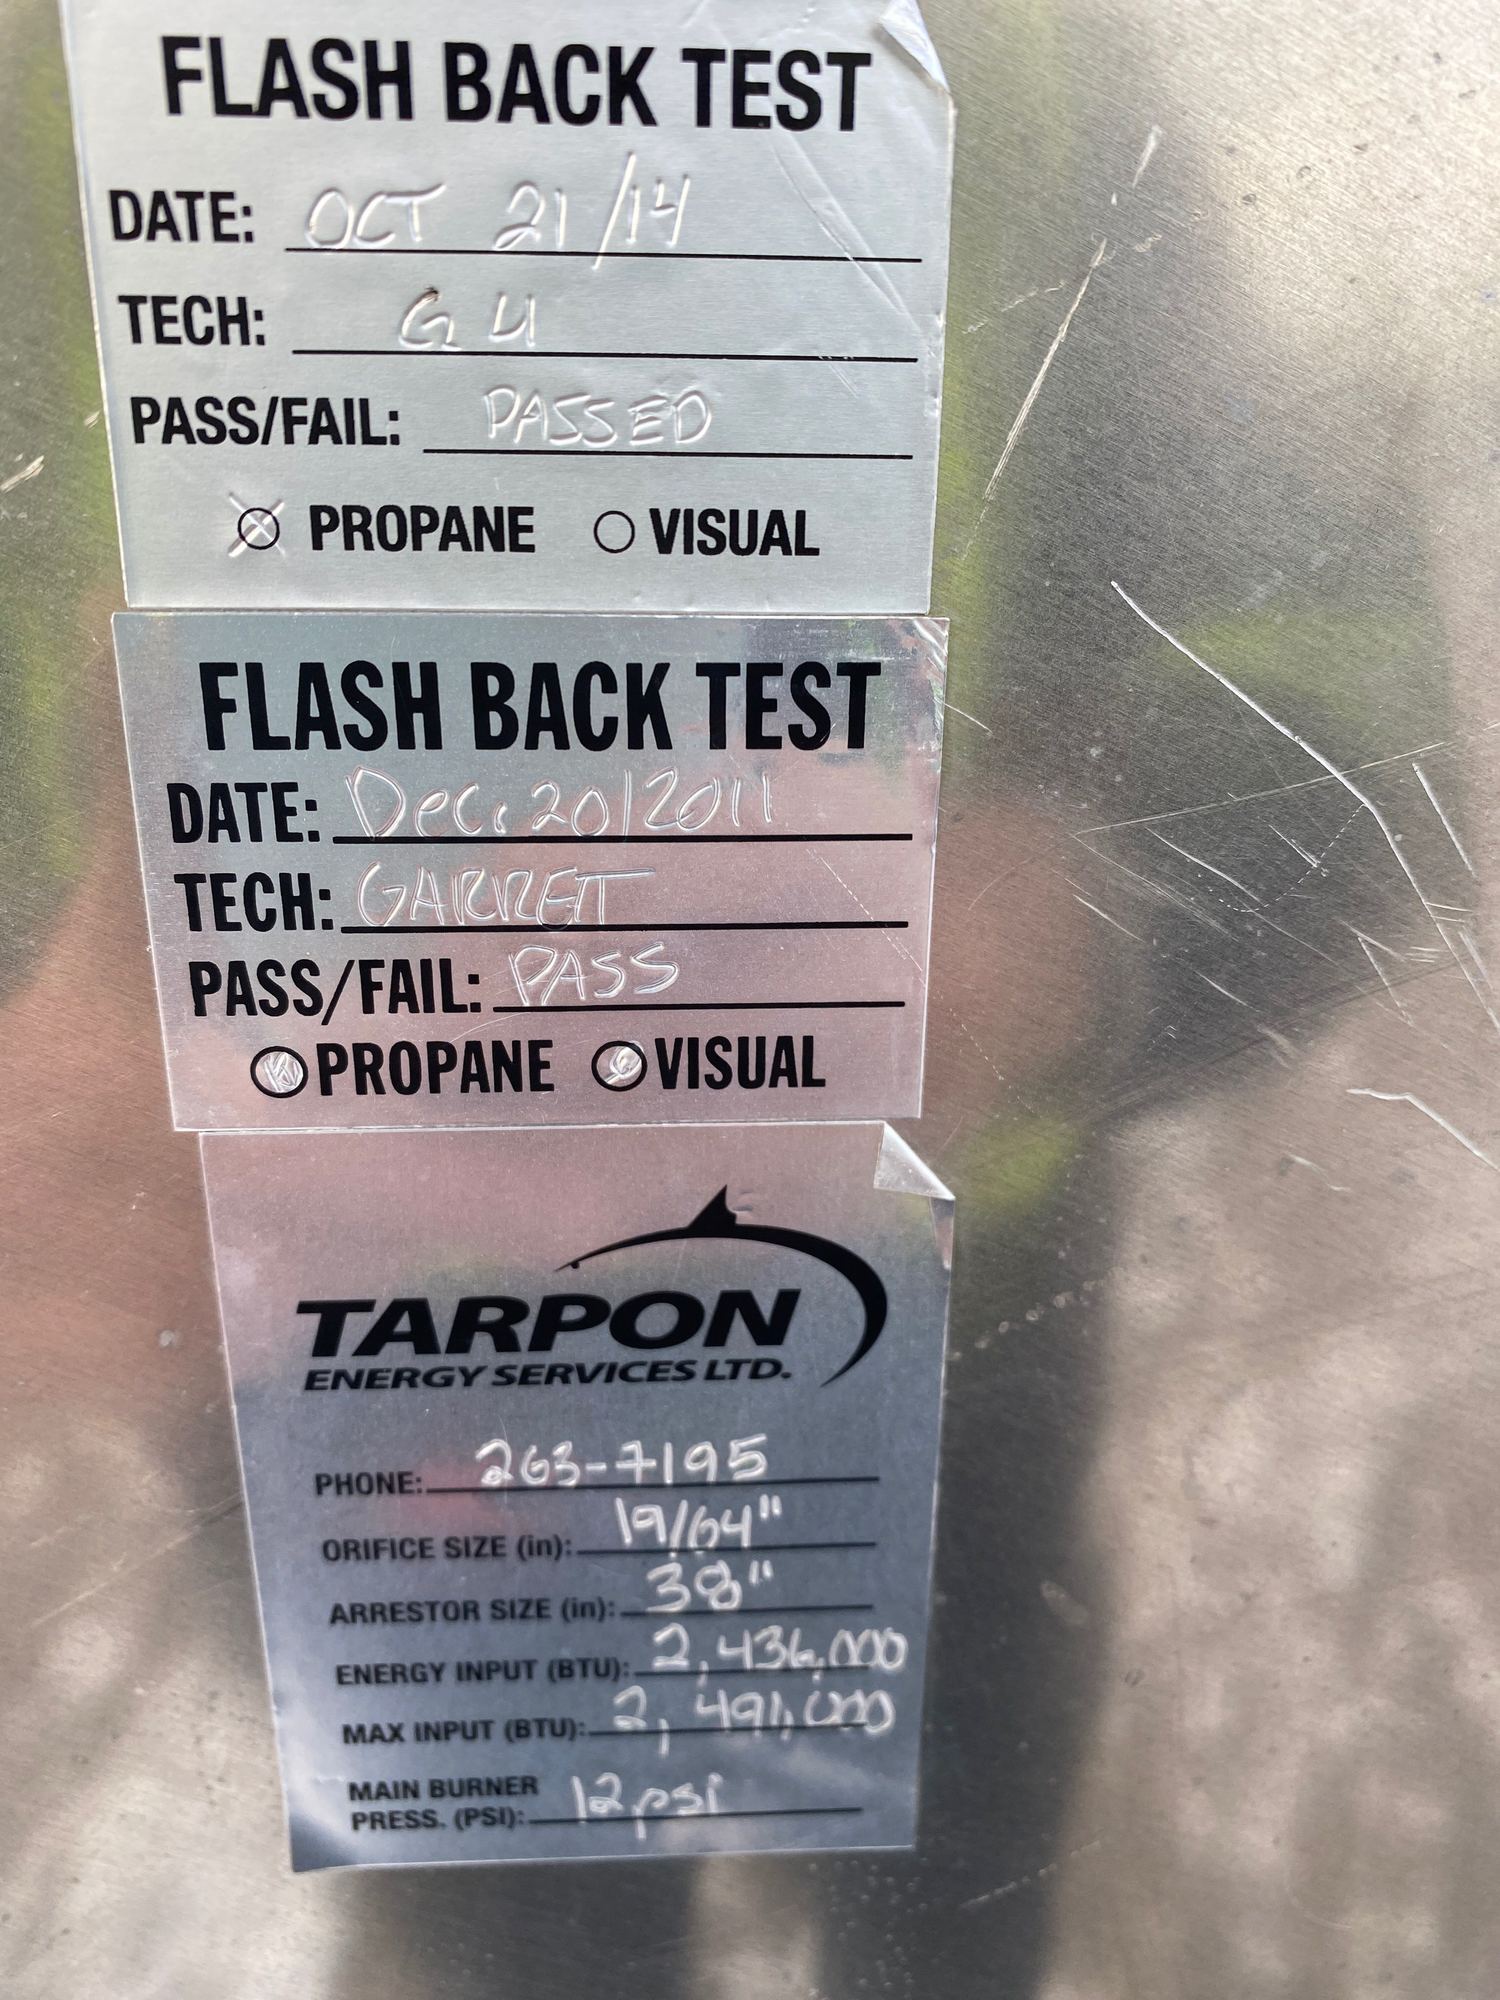 FLASH BACK TEST
DATE: OCT 21/14
TECH: G U
PASS/FAIL: PASSED
PROPANE VISUAL
FLASH BACK TEST
DATE: Dec. 20/2011
TECH: GARRETT
PASS/FAIL: PASS
PROPANE VISUAL
TARPON
ENERGY SERVICES LTD.
PHONE: 263-7195
ORIFICE SIZE (in): 19/64"
ARRESTOR SIZE (in): 38"
ENERGY INPUT (BTU): 2,436,000
MAX INPUT (BTU): 2,491,000
MAIN BURNER
PRESS. (PSI): 12 psi